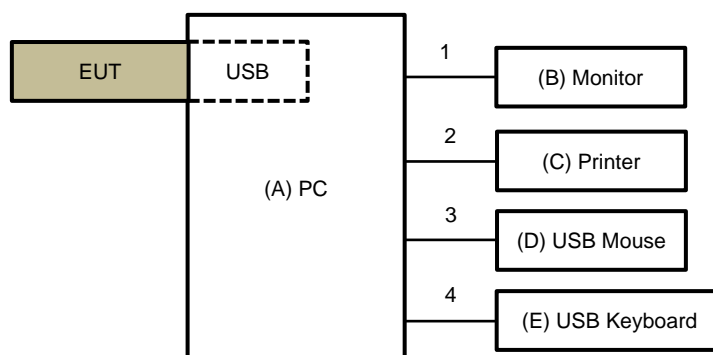 EUT
USB
1
(B) Monitor
2
(C) Printer
(A) PC
3
(D) USB Mouse
4
(E) USB Keyboard